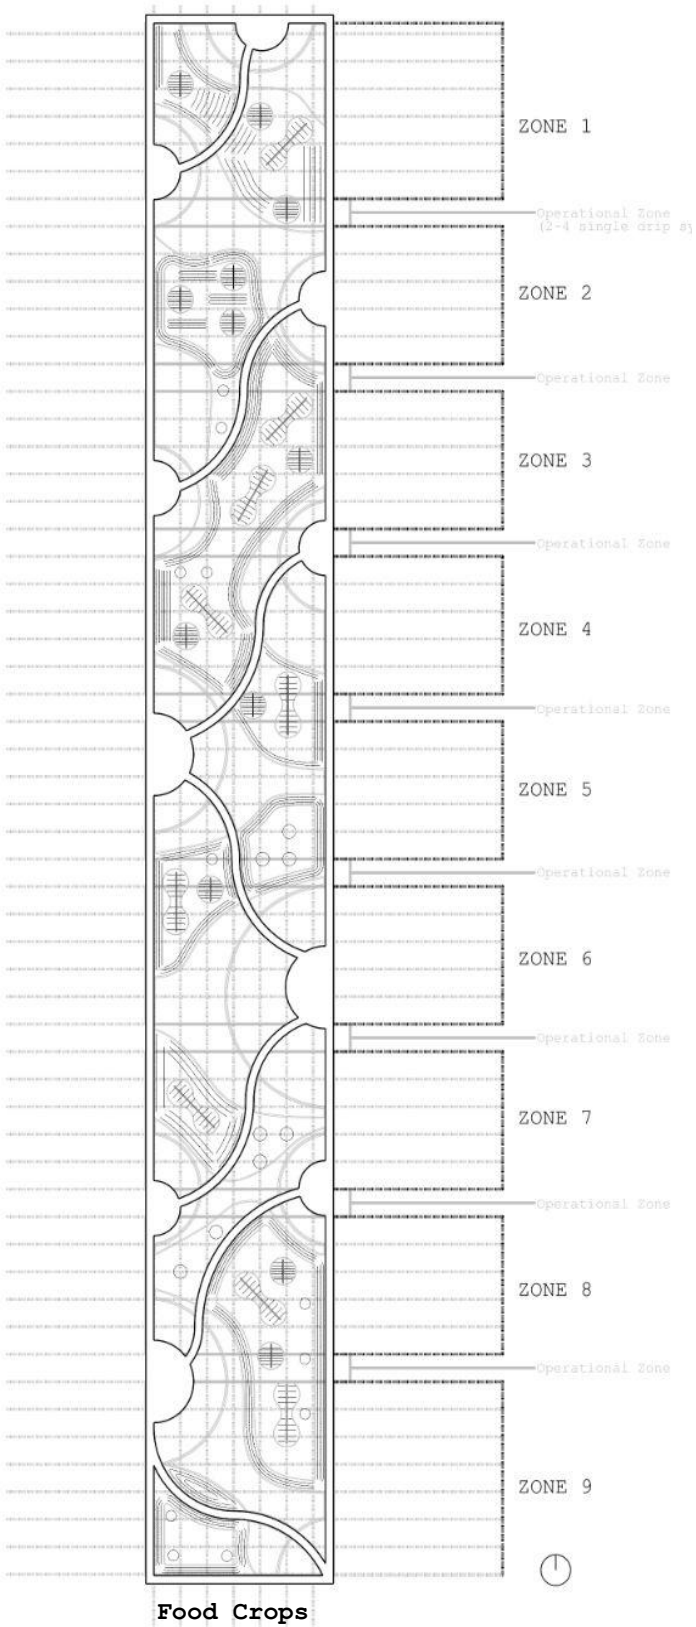 ZONE 1
Operational Zone
(2-4 single drip sy
ZONE 2
Operational Zone
ZONE 3
Operational Zone
ZONE 4
Operational Zone
ZONE 5
Operational Zone
ZONE 6
Operational Zone
ZONE 7
Operational Zone
ZONE 8
Operational Zone
ZONE 9
Food Crops